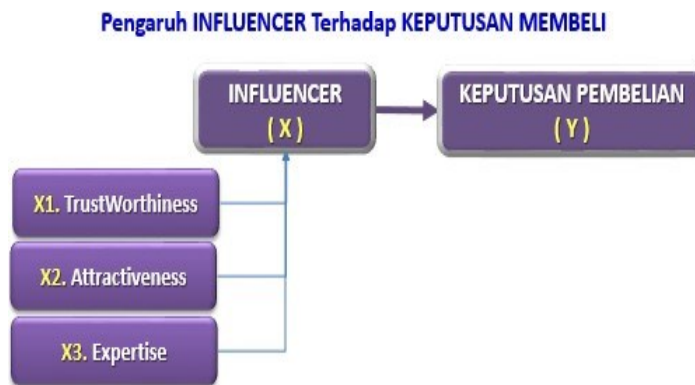 Pengaruh INFLUENCER Terhadap KEPUTUSAN MEMBELI
INFLUENCER
( X )
KEPUTUSAN PEMBELIAN
( Y )
X1. TrustWorthiness
X2. Attractiveness
X3. Expertise